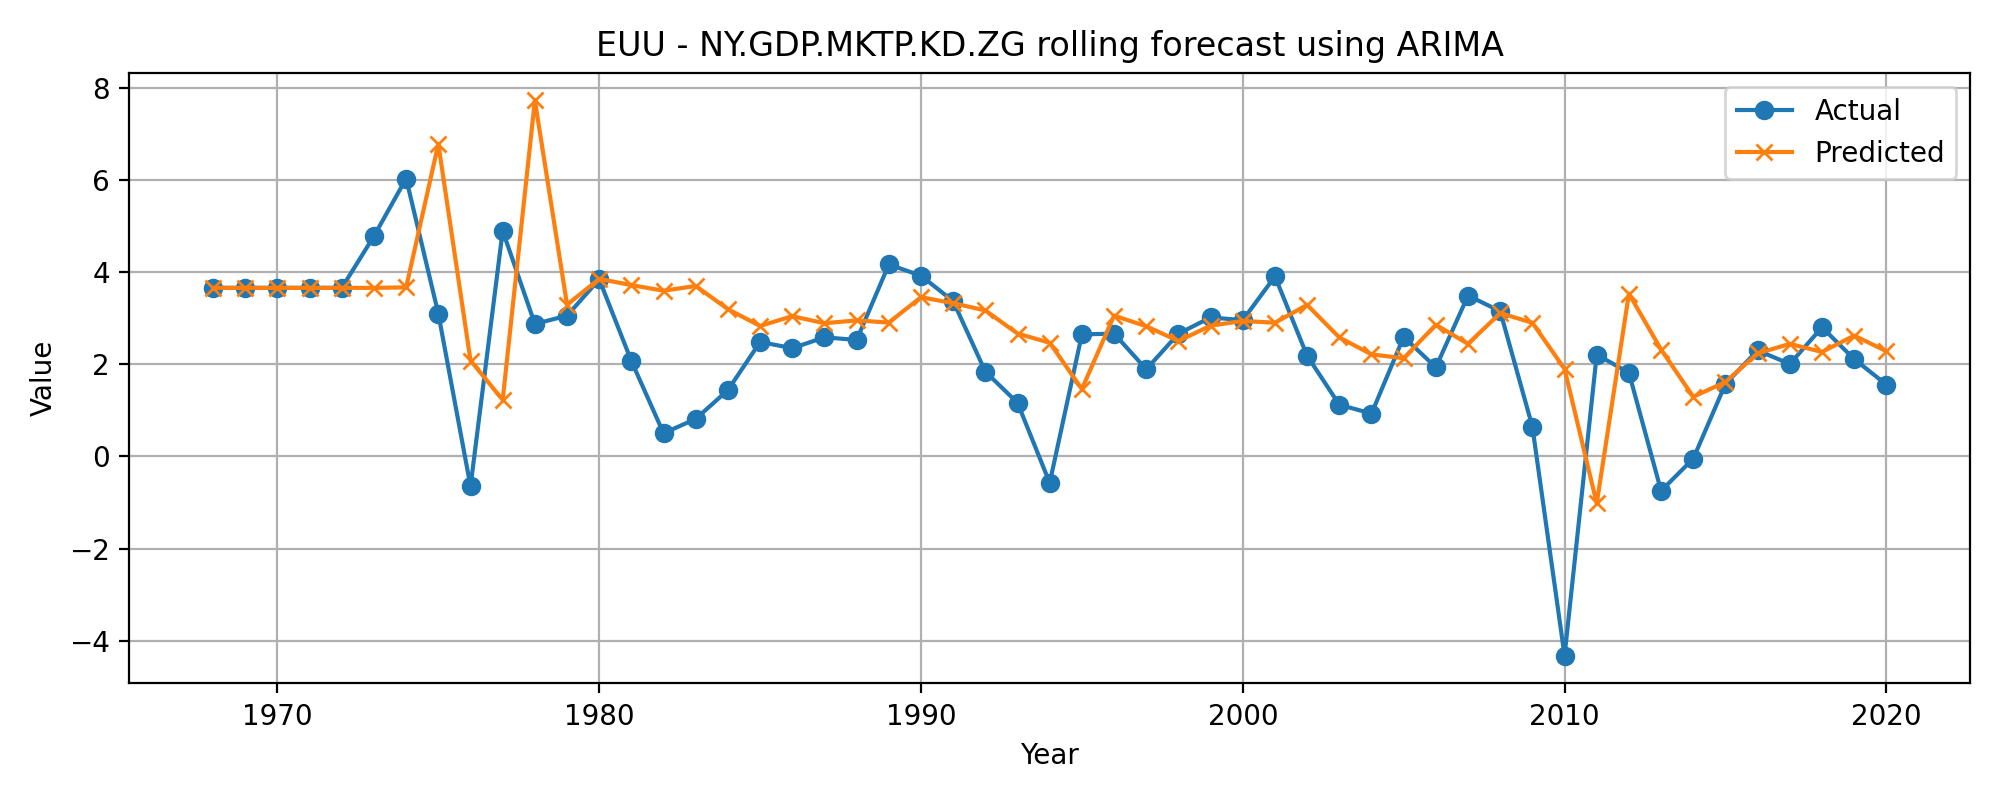 EUU - NY.GDP.MKTP.KD.ZG rolling forecast using ARIMA
Actual
Predicted
8
6
4
2
0
−2
−4
Value
1970 1980 1990 2000 2010 2020
Year